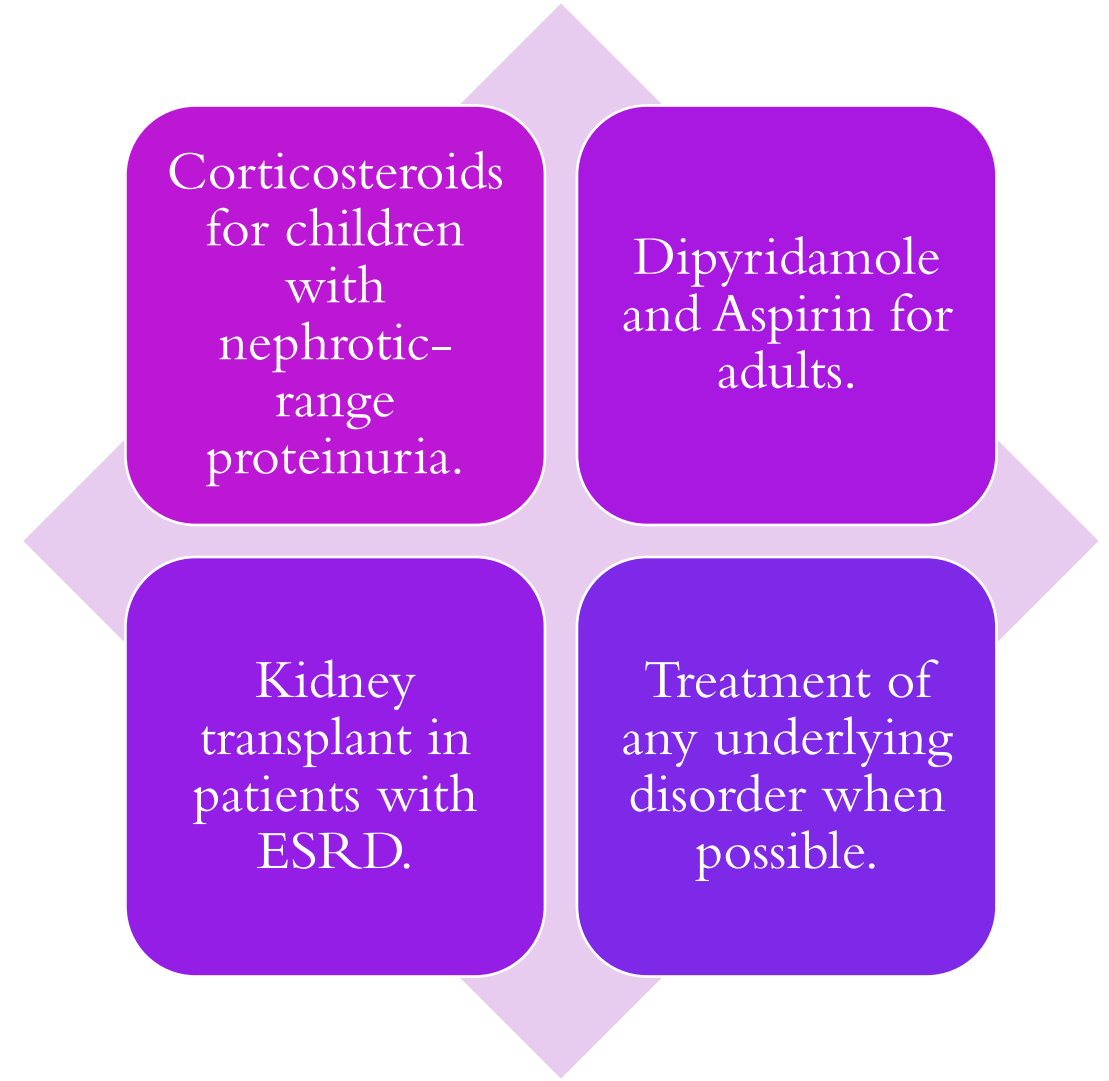 Corticosteroids
for children
with
nephrotic-
range
proteinuria.
Dipyridamole
and Aspirin for
adults.
Kidney
transplant in
patients with
ESRD.
Treatment of
any underlying
disorder when
possible.